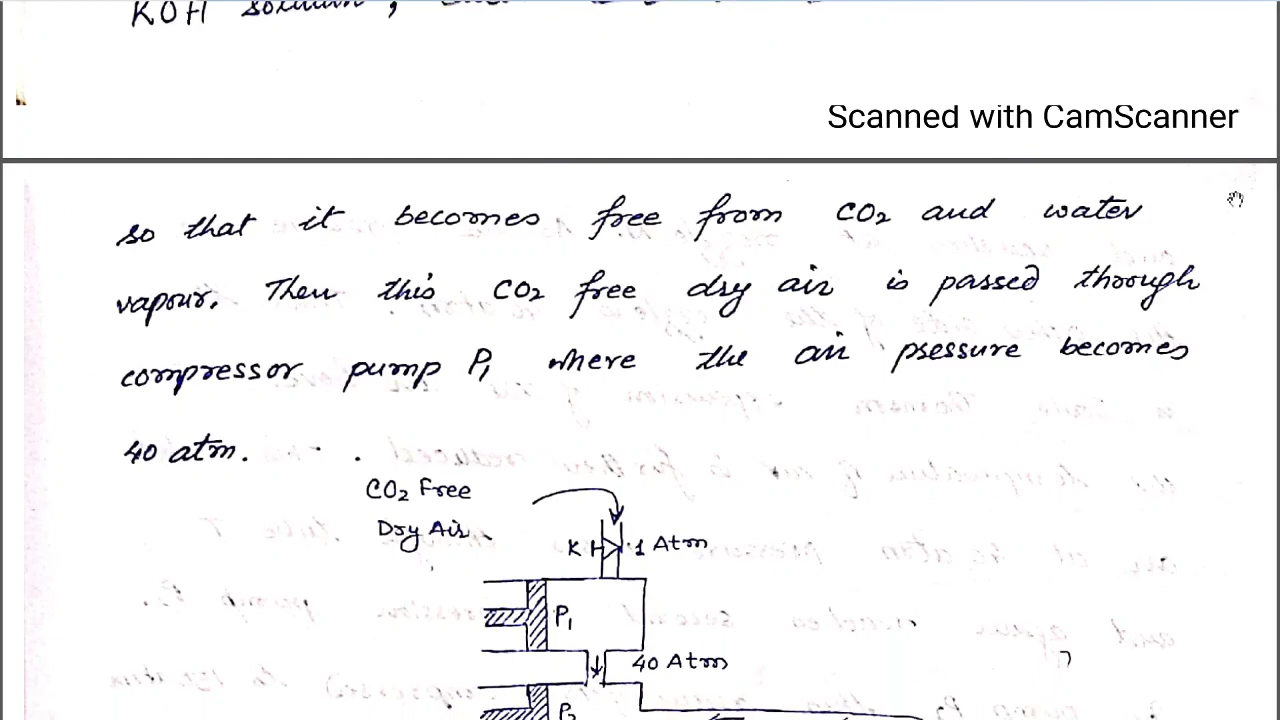 KOH solution,
Scanned with CamScanner
so that it becomes free from CO2 and water
vapour. Then this CO2 free dry air is passed through
compressor pump P1 where the air pressure becomes
40 atm.
CO2 Free
Dry Air
K 1 Atm
P1
40 Atm
P2